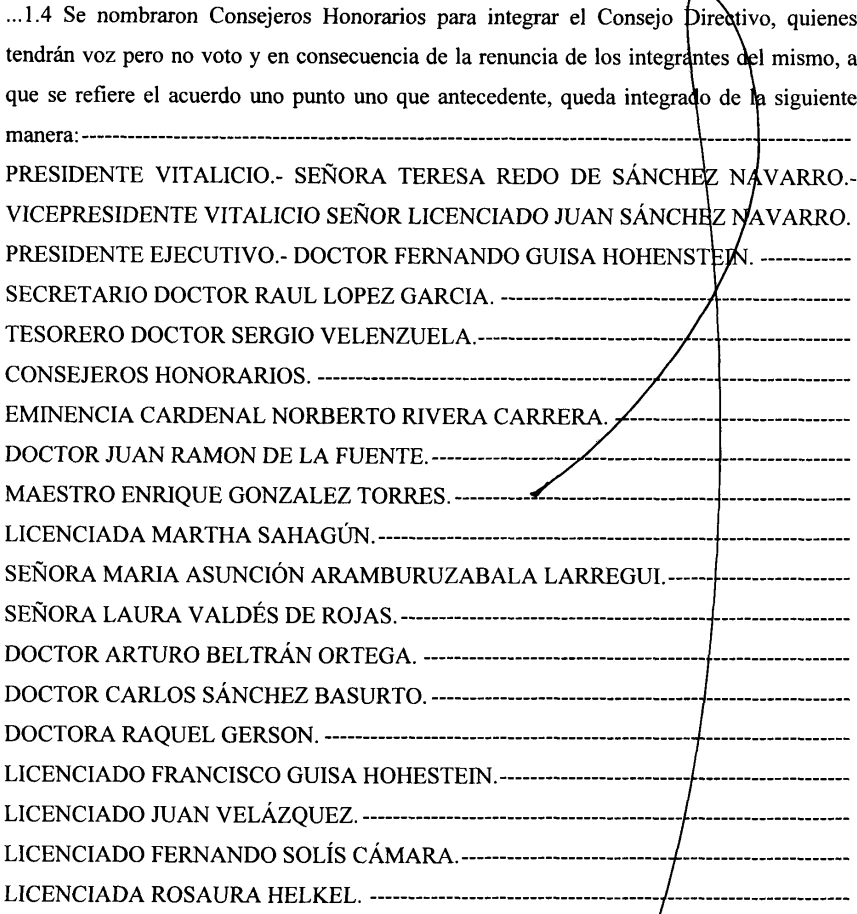 ...1.4 Se nombraron Consejeros Honorarios para integrar el Consejo Directivo, quienes
tendrán voz pero no voto y en consecuencia de la renuncia de los integrantes del mismo, a
que se refiere el acuerdo uno punto uno que antecedente, queda integrado de la siguiente
manera:------------------------------------------------------------
PRESIDENTE VITALICIO.- SEÑORA TERESA REDO DE SÁNCHEZ NAVARRO.-
VICEPRESIDENTE VITALICIO SEÑOR LICENCIADO JUAN SÁNCHEZ NAVARRO.
PRESIDENTE EJECUTIVO.- DOCTOR FERNANDO GUISA HOHENSTEIN. ------------
SECRETARIO DOCTOR RAUL LOPEZ GARCIA. ------------------------------
TESORERO DOCTOR SERGIO VELENZUELA.------------------------------
CONSEJEROS HONORARIOS. ------------------------------
EMINENCIA CARDENAL NORBERTO RIVERA CARRERA. --------------------
DOCTOR JUAN RAMON DE LA FUENTE.------------------------------
MAESTRO ENRIQUE GONZALEZ TORRES.------------------------------
LICENCIADA MARTHA SAHAGÚN.------------------------------
SEÑORA MARIA ASUNCIÓN ARAMBURUZABALA LARREGUI.--------------------
SEÑORA LAURA VALDÉS DE ROJAS.------------------------------
DOCTOR ARTURO BELTRÁN ORTEGA. ------------------------------
DOCTOR CARLOS SÁNCHEZ BASURTO. ------------------------------
DOCTORA RAQUEL GERSON. ------------------------------
LICENCIADO FRANCISCO GUISA HOHESTEIN.------------------------------
LICENCIADO JUAN VELÁZQUEZ. ------------------------------
LICENCIADO FERNANDO SOLÍS CÁMARA.------------------------------
LICENCIADA ROSAURA HELKEL. ------------------------------